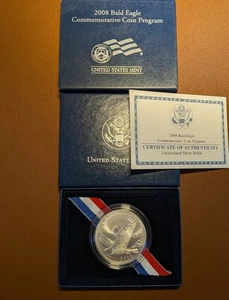 2008 Bald Eagle
Commemorative Coin Program
UNITED STATES MINT
UNITED STATES
2008 Bald Eagle
Commemorative Coin Program
CERTIFICATE OF AUTHENTICITY
Uncirculated Silver Dollar